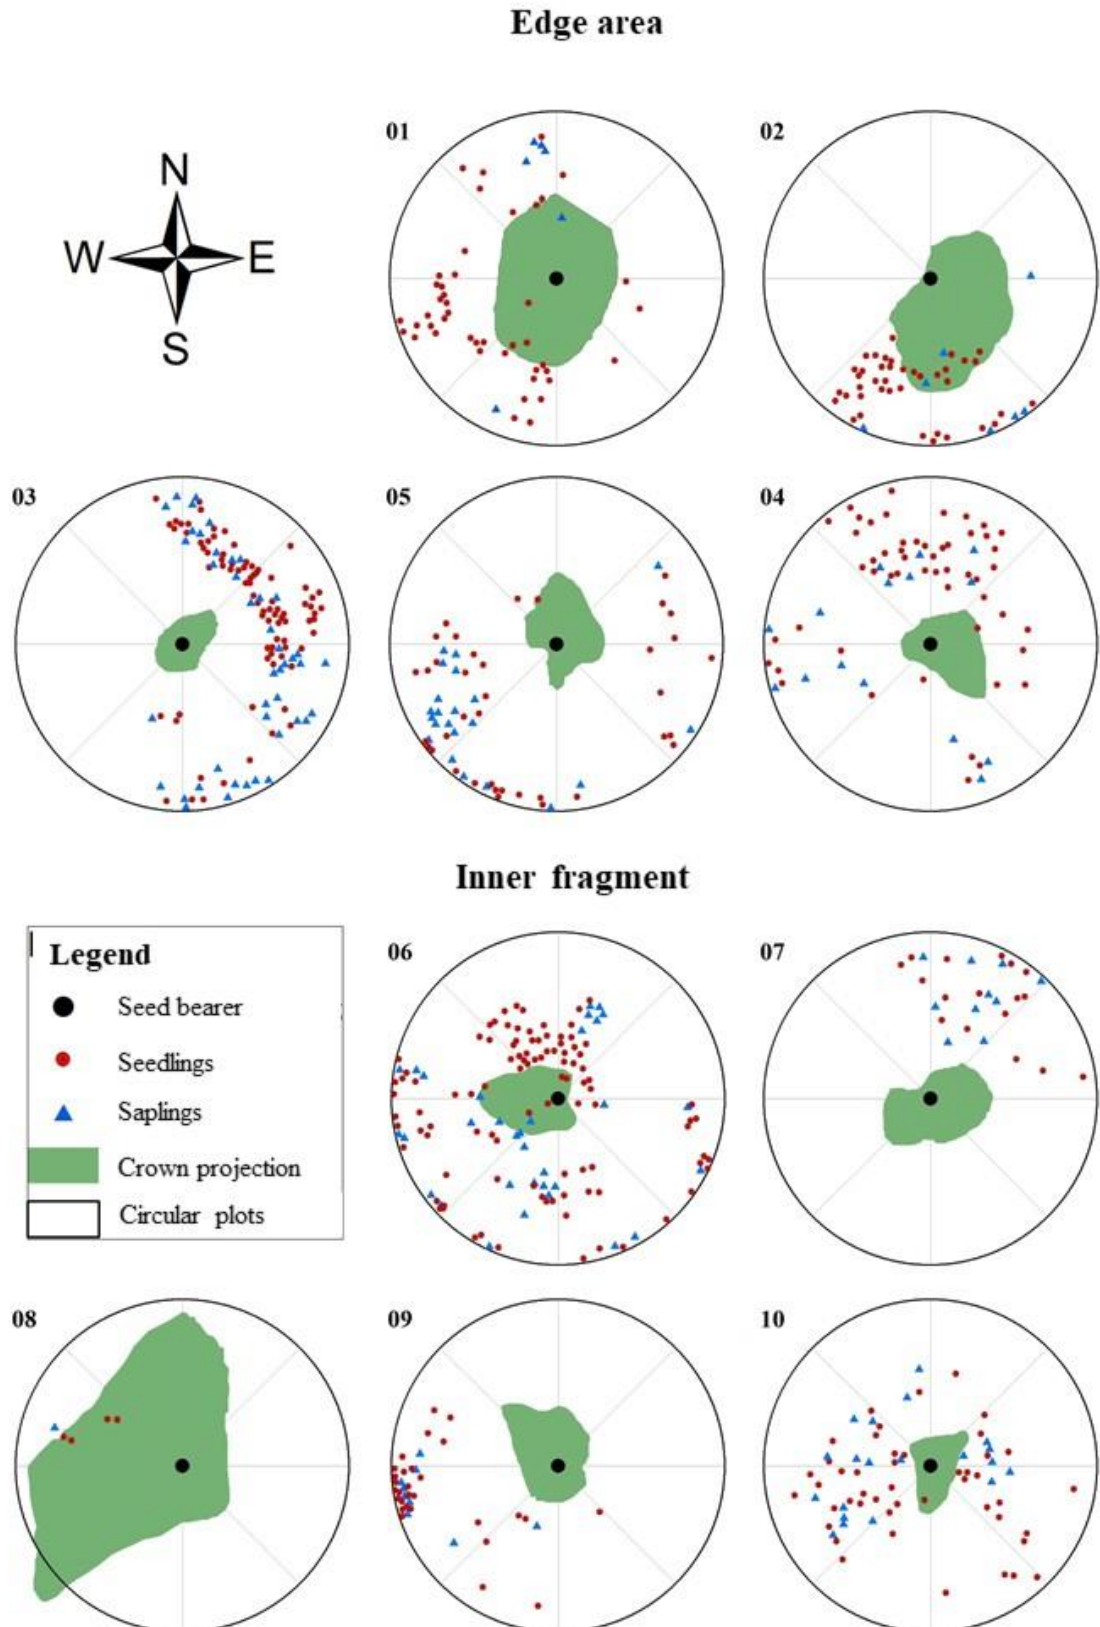 Edge area
01
02
N
W E
S
03
05
04
Inner fragment
Legend
Seed bearer
Seedlings
Saplings
Crown projection
Circular plots
06
07
08
09
10